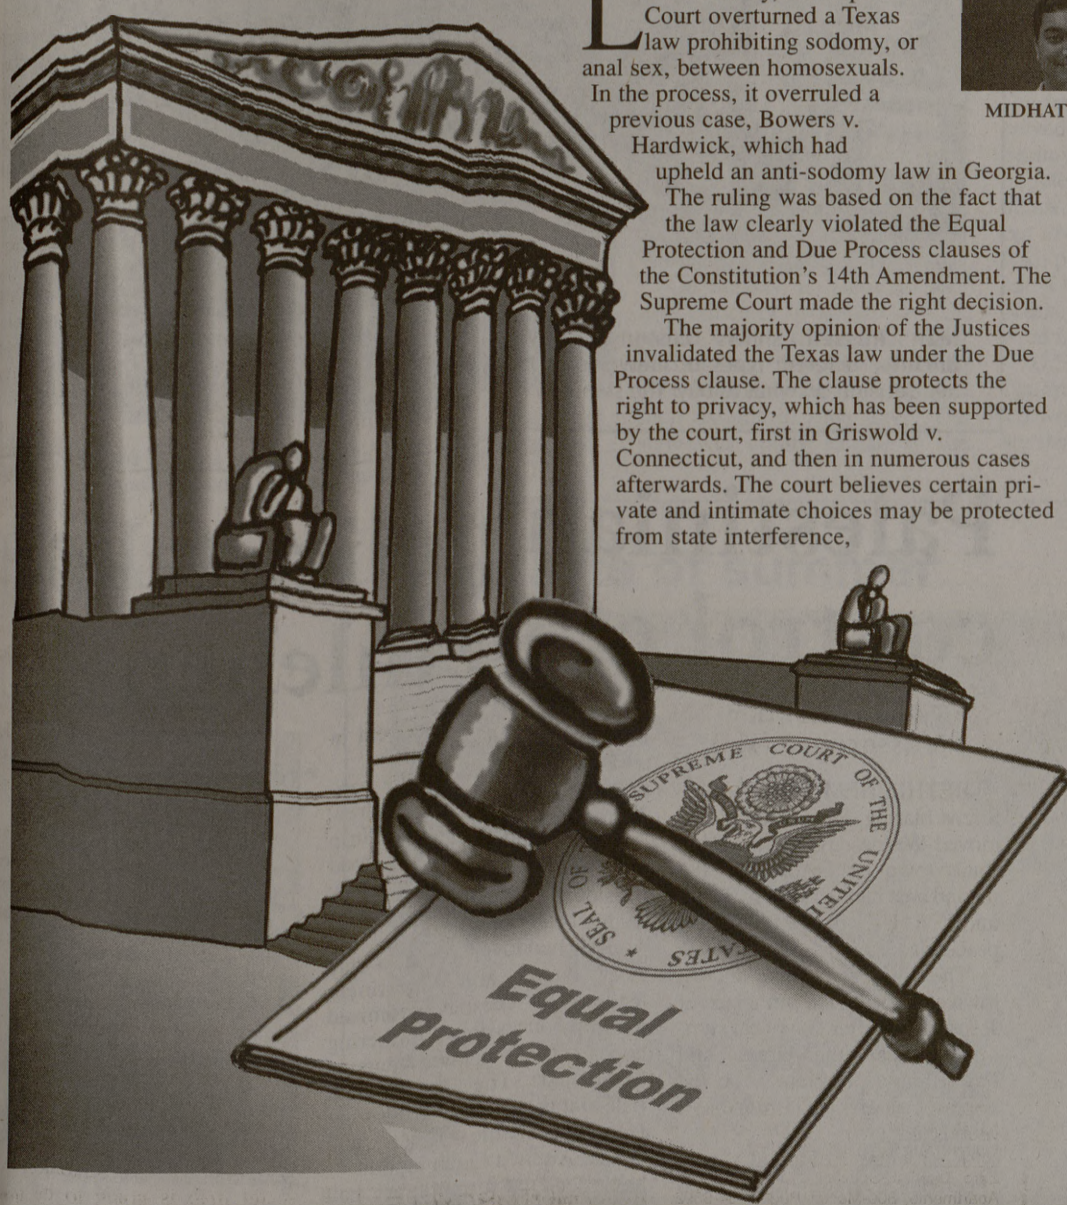 L
Court overturned a Texas
law prohibiting sodomy, or
anal sex, between homosexuals.
In the process, it overruled a
previous case, Bowers v.
Hardwick, which had
upheld an anti-sodomy law in Georgia.
The ruling was based on the fact that
the law clearly violated the Equal
Protection and Due Process clauses of
the Constitution's 14th Amendment. The
Supreme Court made the right decision.
The majority opinion of the Justices
invalidated the Texas law under the Due
Process clause. The clause protects the
right to privacy, which has been supported
by the court, first in Griswold v.
Connecticut, and then in numerous cases
afterwards. The court believes certain pri-
vate and intimate choices may be protected
from state interference,
MIDHAT
SEAL OF SUPREME COURT OF THE UNITED STATES
Equal
Protection